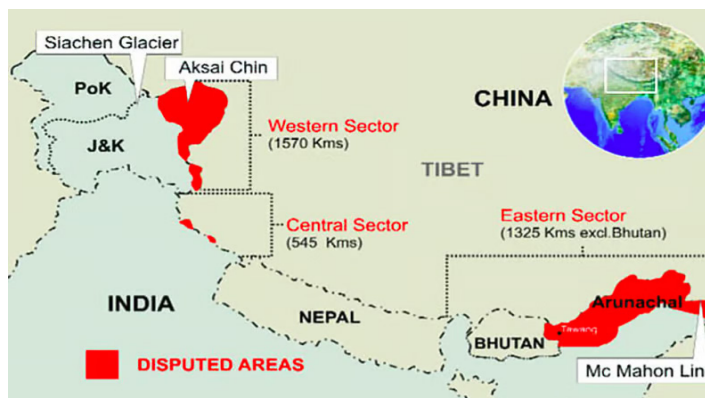 Siachen Glacier
Aksai Chin
PoK
CHINA
J&K
Western Sector
(1570 Kms)
TIBET
Central Sector
(545 Kms)
Eastern Sector
(1325 Kms excl.Bhutan)
INDIA
NEPAL
Arunachal
Tawang
BHUTAN
Mc Mahon Lin
DISPUTED AREAS